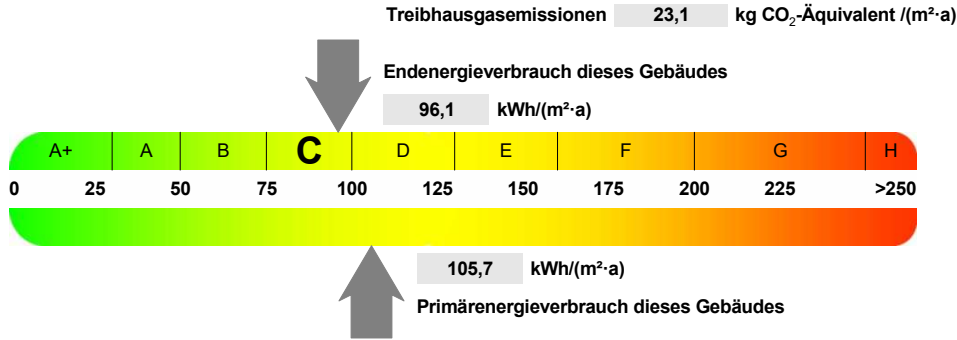 Treibhausgasemissionen 23,1 kg CO₂-Äquivalent /(m²·a)
Endenergieverbrauch dieses Gebäudes
96,1 kWh/(m²·a)
A+ A B C D E F G H
0 25 50 75 100 125 150 175 200 225 >250
105,7 kWh/(m²·a)
Primärenergieverbrauch dieses Gebäudes